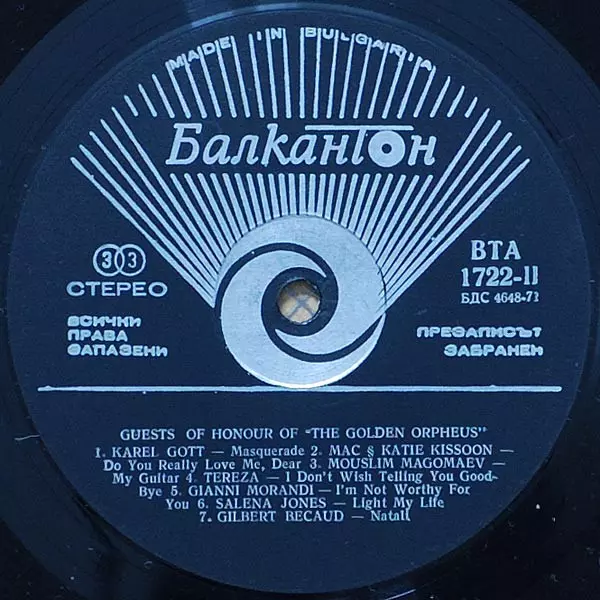 MADE IN BULGARIA
Балкантон
33
СТЕРЕО
ВСИЧКИ
ПРАВА
ЗАПАЗЕНИ
ВТА
1722-II
БДС 4648-71
ПРЕЗАПИСЪТ
ЗАБРАНЕН
GUESTS OF HONOUR OF "THE GOLDEN ORPHEUS"
1. KAREL GOTT — Masquerade 2. MAC § KATIE KISSOON —
Do You Really Love Me, Dear 3. MOUSLIM MAGOMAEV —
My Guitar 4. TEREZA — I Don't Wish Telling You Good-
Bye 5. GIANNI MORANDI — I'm Not Worthy For
You 6. SALENA JONES — Light My Life
7. GILBERT BECAUD — Natali